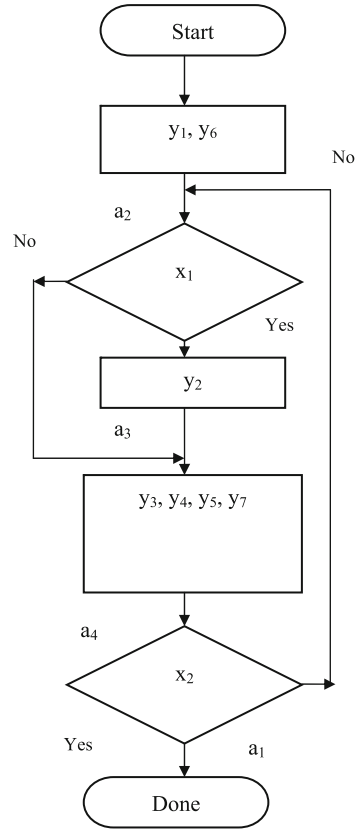 Start
y₁, y₆
No
a₂
No
x₁
Yes
y₂
a₃
y₃, y₄, y₅, y₇
a₄
x₂
Yes
a₁
Done